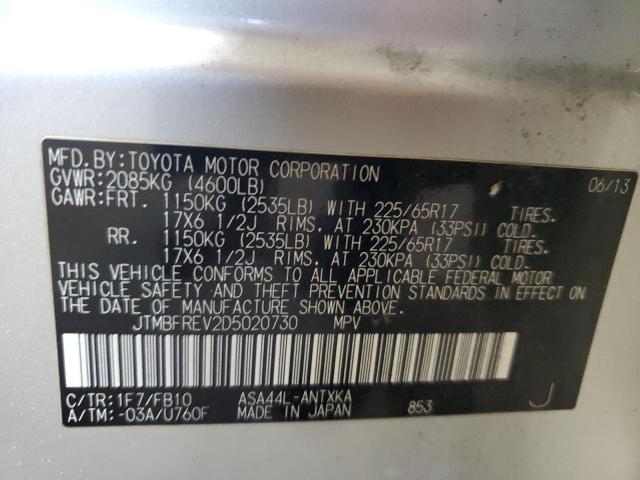 MFD. BY: TOYOTA MOTOR CORPORATION 06/13
GVWR: 2085KG (4600LB)
GAWR: FRT. 1150KG (2535LB) WITH 225/65R17 TIRES.
17X6 1/2J RIMS. AT 230KPA (33PSI) COLD.
RR. 1150KG (2535LB) WITH 225/65R17 TIRES.
17X6 1/2J RIMS. AT 230KPA (33PSI) COLD.
THIS VEHICLE CONFORMS TO ALL APPLICABLE FEDERAL MOTOR
VEHICLE SAFETY AND THEFT PREVENTION STANDARDS IN EFFECT ON
THE DATE OF MANUFACTURE SHOWN ABOVE.
JTMBFREV2D5020730 MPV
C/TR: 1F7/FB10 ASA44L-ANTXKA
A/TM: -03A/U760F MADE IN JAPAN 853 J